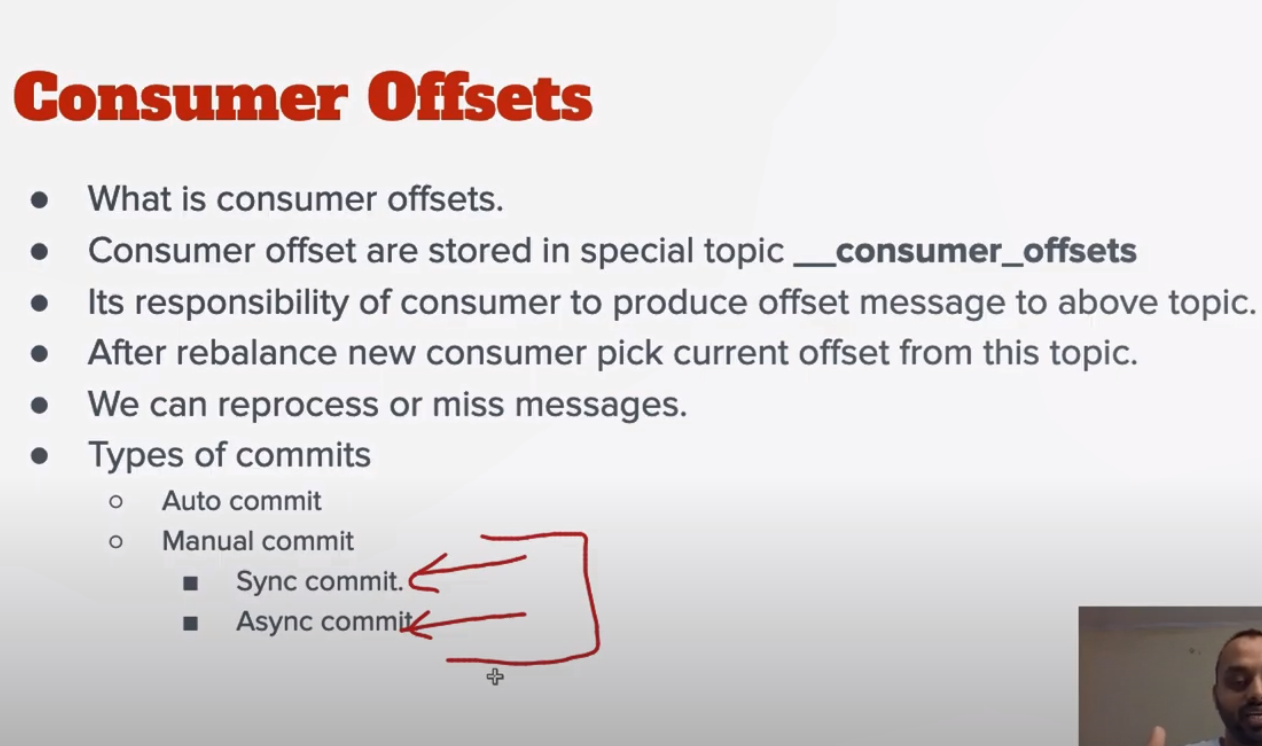 Consumer Offsets
● What is consumer offsets.
● Consumer offset are stored in special topic __consumer_offsets
● Its responsibility of consumer to produce offset message to above topic.
● After rebalance new consumer pick current offset from this topic.
● We can reprocess or miss messages.
● Types of commits
○ Auto commit
○ Manual commit
■ Sync commit.
■ Async commit